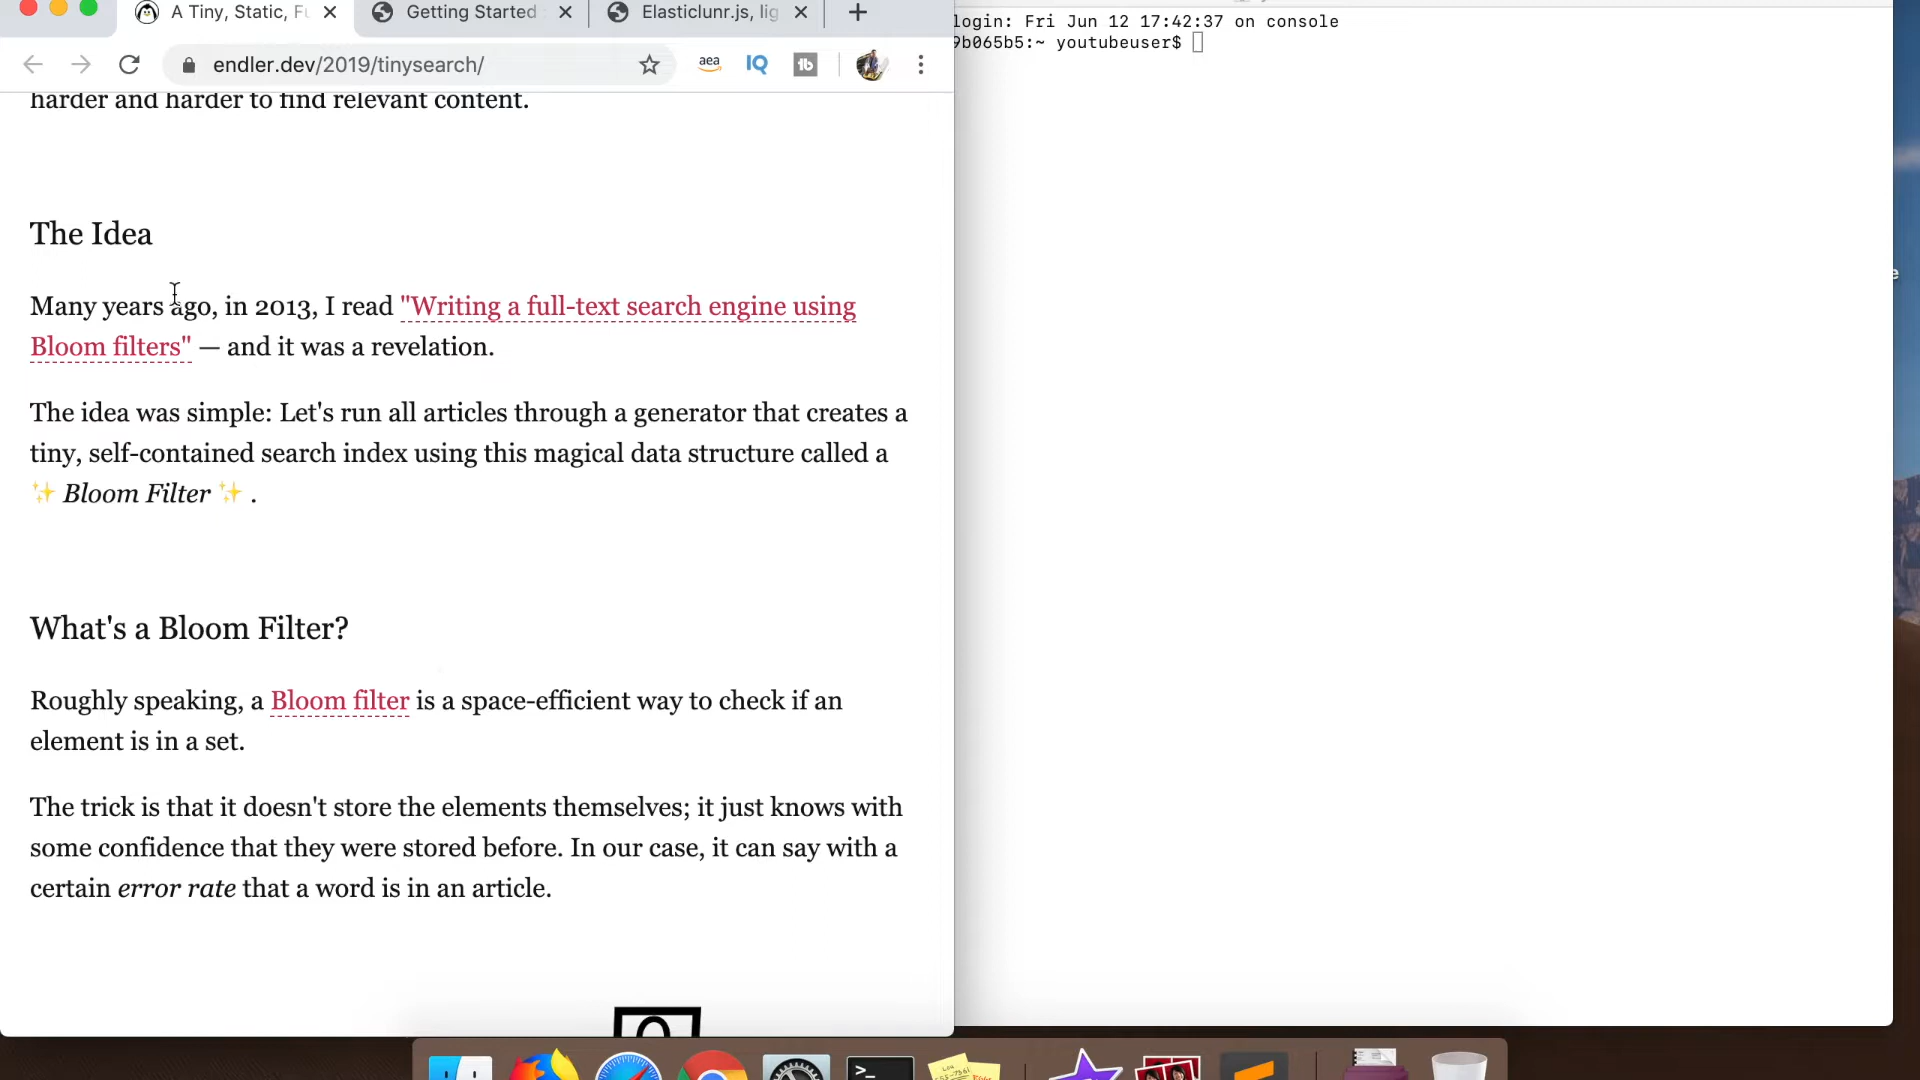 A Tiny, Static, Fu
Getting Started
Elasticlunr.js, lig
endler.dev/2019/tinysearch/
aea
IQ
tb
harder and harder to find relevant content.
The Idea
Many years ago, in 2013, I read "Writing a full-text search engine using
Bloom filters" — and it was a revelation.
The idea was simple: Let's run all articles through a generator that creates a
tiny, self-contained search index using this magical data structure called a
✨ Bloom Filter ✨ .
What's a Bloom Filter?
Roughly speaking, a Bloom filter is a space-efficient way to check if an
element is in a set.
The trick is that it doesn't store the elements themselves; it just knows with
some confidence that they were stored before. In our case, it can say with a
certain error rate that a word is in an article.
login: Fri Jun 12 17:42:37 on console
9b065b5:~ youtubeuser$